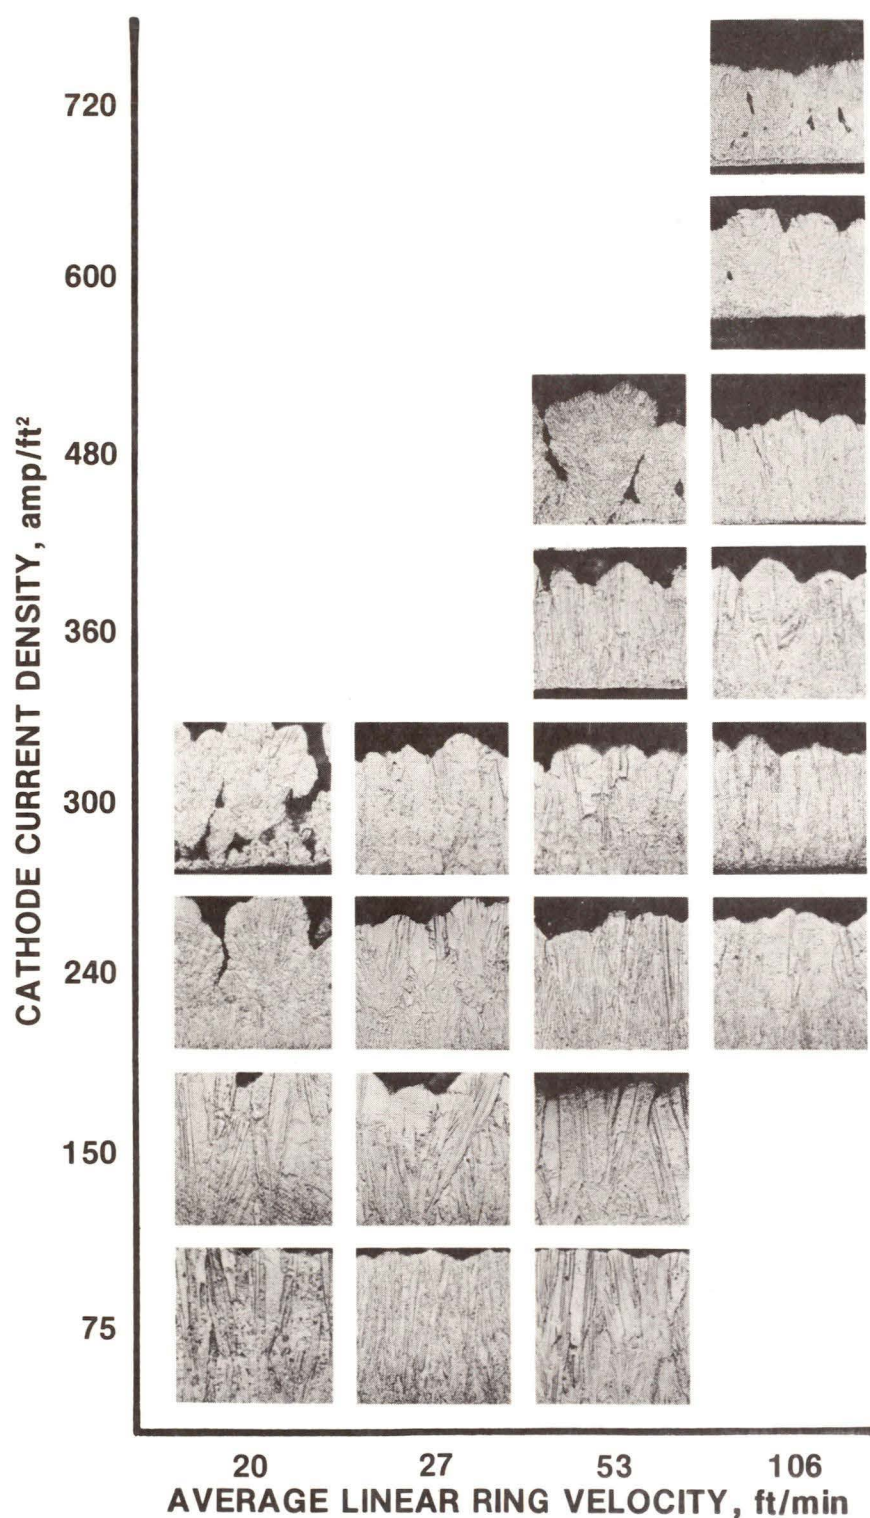 720
600
480
360
300
240
150
75
CATHODE CURRENT DENSITY, amp/ft²
20 27 53 106
AVERAGE LINEAR RING VELOCITY, ft/min